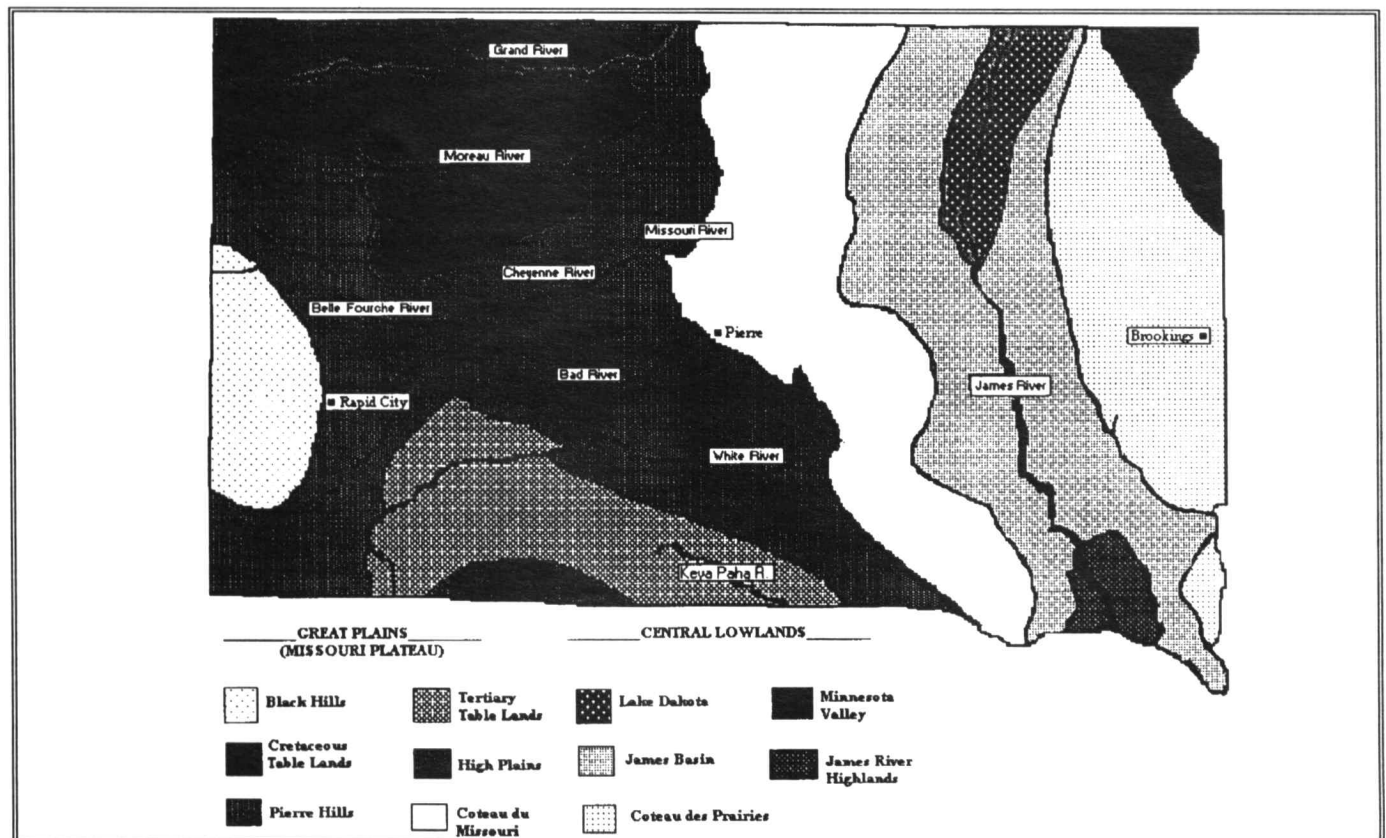 Grand River
Moreau River
Missouri River
Cheyenne River
Belle Fourche River
Pierre
Brookings
Bad River
James River
Rapid City
White River
Keya Paha R.
GREAT PLAINS
(MISSOURI PLATEAU)
CENTRAL LOWLANDS
Black Hills
Tertiary
Table Lands
Lake Dakota
Minnesota
Valley
Cretaceous
Table Lands
High Plains
James Basin
James River
Highlands
Pierre Hills
Coteau du
Missouri
Coteau des Prairies